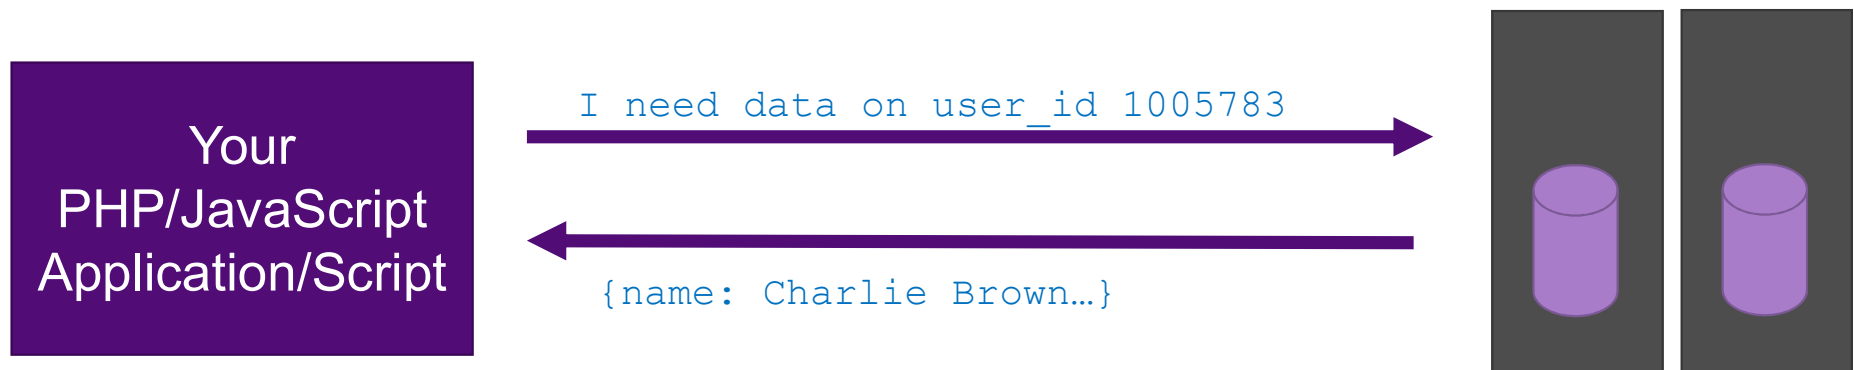 Your
PHP/JavaScript
Application/Script
I need data on user_id 1005783
{name: Charlie Brown…}